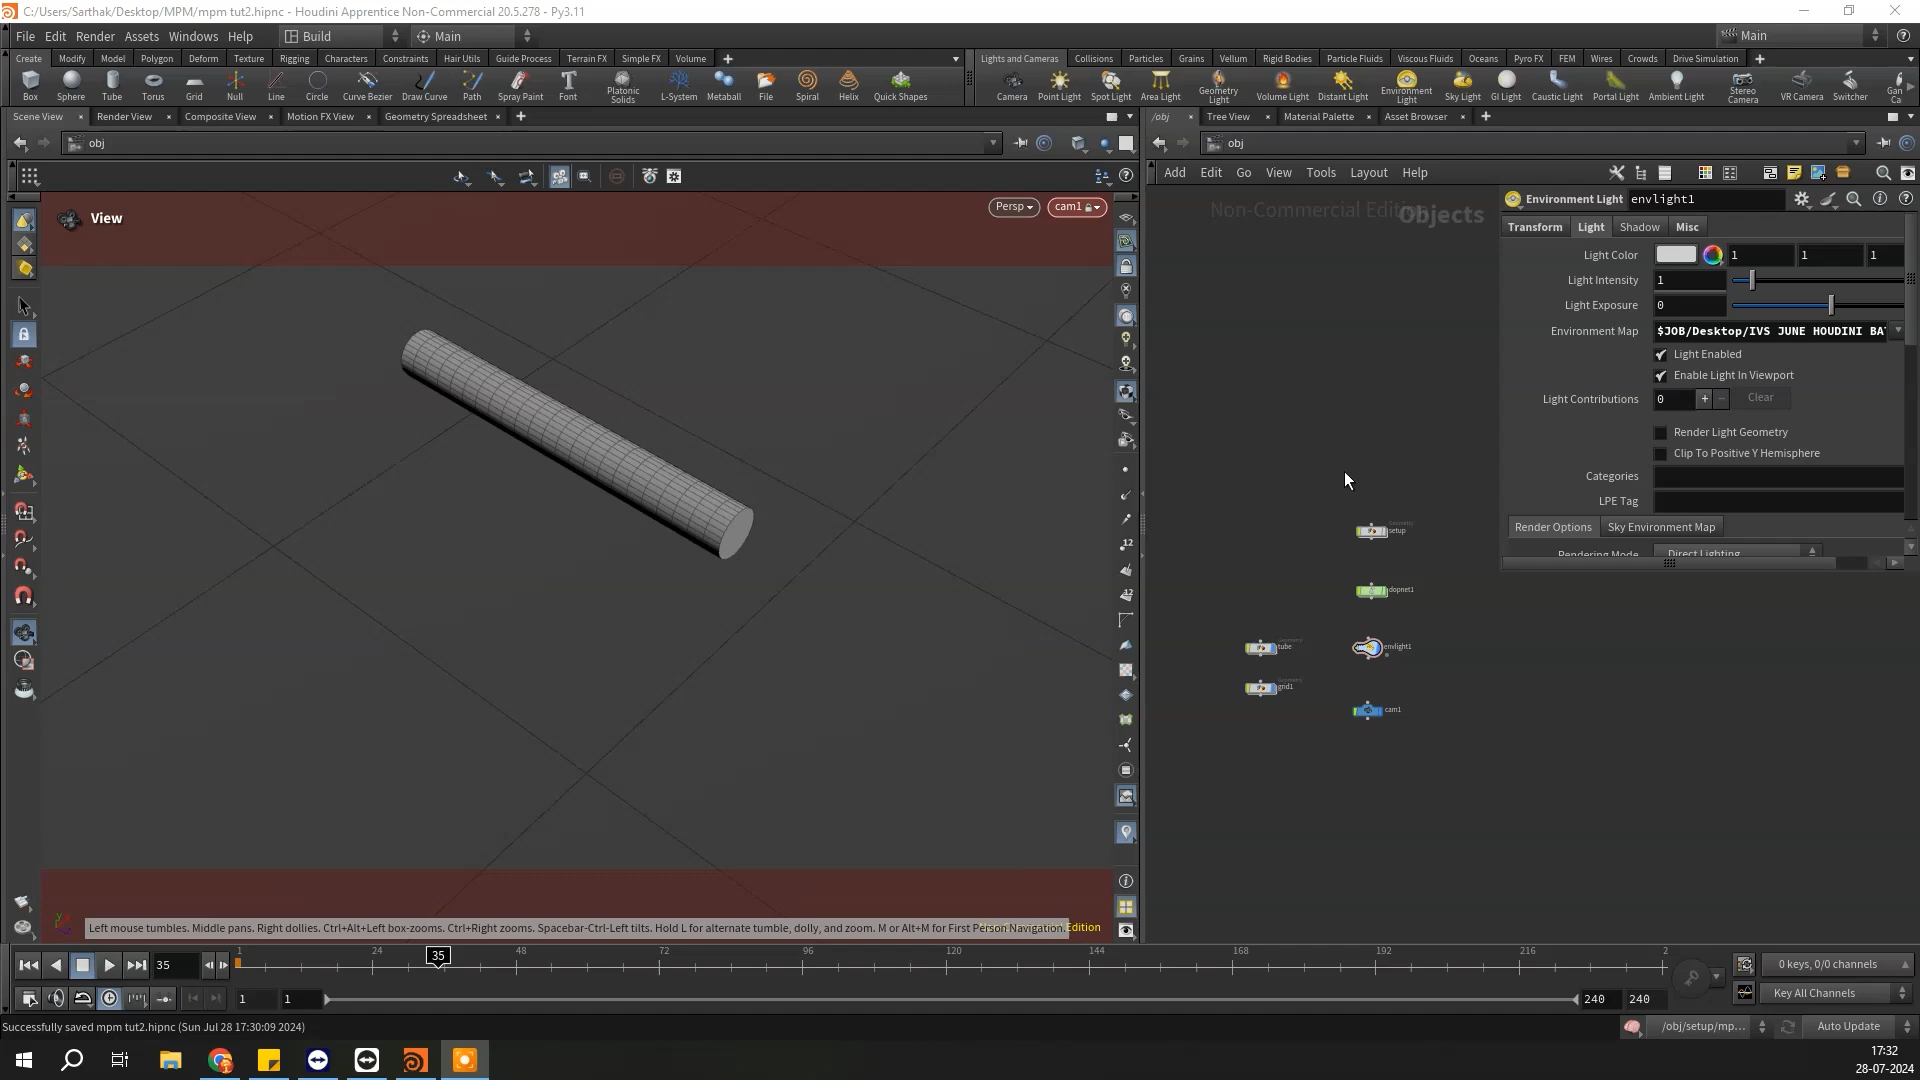 C:/Users/Sarthak/Desktop/MPM/mpm tut2.hipnc - Houdini Apprentice Non-Commercial 20.5.278 - Py3.11
File Edit Render Assets Windows Help Build Main Main
Create Modify Model Polygon Deform Texture Rigging Characters Constraints Hair Utils Guide Process Terrain FX Simple FX Volume
Lights and Cameras Collisions Particles Grains Vellum Rigid Bodies Particle Fluids Viscous Fluids Oceans Pyro FX FEM Wires Crowds Drive Simulation
Box Sphere Tube Torus Grid Null Line Circle Curve Bezier Draw Curve Path Spray Paint Font Platonic Solids L-System Metaball File Spiral Helix Quick Shapes
Camera Point Light Spot Light Area Light Geometry Light Volume Light Distant Light Environment Light Sky Light GI Light Caustic Light Portal Light Ambient Light Stereo Camera VR Camera Switcher Gan Ca
Scene View Render View Composite View Motion FX View Geometry Spreadsheet
/obj Tree View Material Palette Asset Browser
obj
obj
Add Edit Go View Tools Layout Help
View
Persp
cam1
Non-Commercial Edition
Objects
Environment Light envlight1
Transform Light Shadow Misc
Light Color 1 1 1
Light Intensity 1
Light Exposure 0
Environment Map $JOB/Desktop/IVS JUNE HOUDINI BA
Light Enabled
Enable Light In Viewport
Light Contributions 0 + - Clear
Render Light Geometry
Clip To Positive Y Hemisphere
Categories
LPE Tag
Render Options Sky Environment Map
Rendering Mode Direct Lighting
Geometry
setup
dopnet1
Geometry
tube
envlight1
Geometry
grid1
cam1
12
12
Left mouse tumbles. Middle pans. Right dollies. Ctrl+Alt+Left box-zooms. Ctrl+Right zooms. Spacebar-Ctrl-Left tilts. Hold L for alternate tumble, dolly, and zoom. M or Alt+M for First Person Navigation.
Edition
35
1 24 35 48 72 96 120 144 168 192 216 2
0 keys, 0/0 channels
1 1 240 240
Key All Channels
Successfully saved mpm tut2.hipnc (Sun Jul 28 17:30:09 2024)
/obj/setup/mp...
Auto Update
17:32
28-07-2024